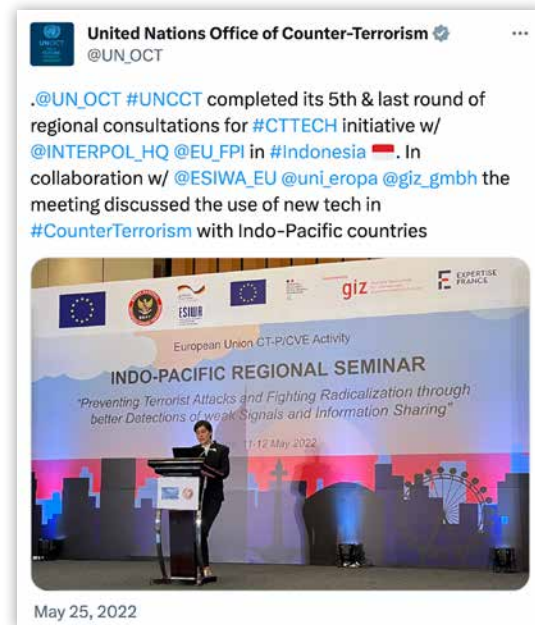 United Nations Office of Counter-Terrorism
@UN_OCT
UNOCT
.@UN_OCT #UNCCT completed its 5th & last round of
regional consultations for #CTTECH initiative w/
@INTERPOL_HQ @EU_FPI in #Indonesia 🇮🇩. In
collaboration w/ @ESIWA_EU @uni_eropa @giz_gmbh the
meeting discussed the use of new tech in
#CounterTerrorism with Indo-Pacific countries
ESIWA
giz
EXPERTISE
FRANCE
European Union CT-P/CVE Activity
INDO-PACIFIC REGIONAL SEMINAR
"Preventing Terrorist Attacks and Fighting Radicalization through
better Detections of weak Signals and Information Sharing"
11-12 May 2022
May 25, 2022